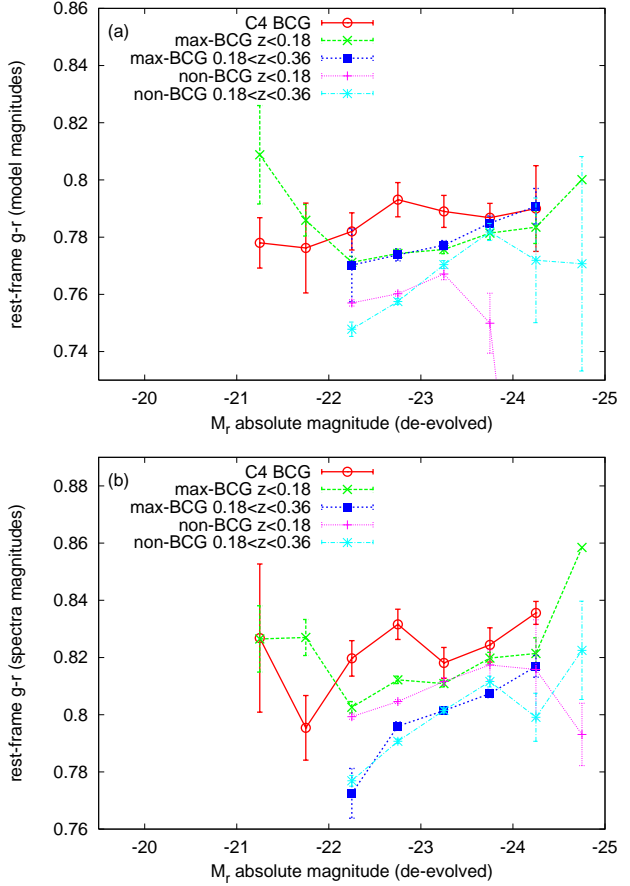 (a)
C4 BCG
max-BCG z<0.18
max-BCG 0.18<z<0.36
non-BCG z<0.18
non-BCG 0.18<z<0.36
rest-frame g-r (model magnitudes)
0.86
0.84
0.82
0.8
0.78
0.76
0.74
-20 -21 -22 -23 -24 -25
M_r absolute magnitude (de-evolved)
(b)
C4 BCG
max-BCG z<0.18
max-BCG 0.18<z<0.36
non-BCG z<0.18
non-BCG 0.18<z<0.36
rest-frame g-r (spectra magnitudes)
0.88
0.86
0.84
0.82
0.8
0.78
0.76
-20 -21 -22 -23 -24 -25
M_r absolute magnitude (de-evolved)